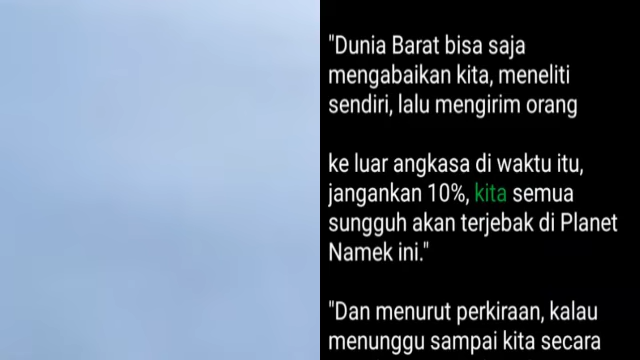 "Dunia Barat bisa saja
mengabaikan kita, meneliti
sendiri, lalu mengirim orang
ke luar angkasa di waktu itu,
jangankan 10%, kita semua
sungguh akan terjebak di Planet
Namek ini."
"Dan menurut perkiraan, kalau
menunggu sampai kita secara